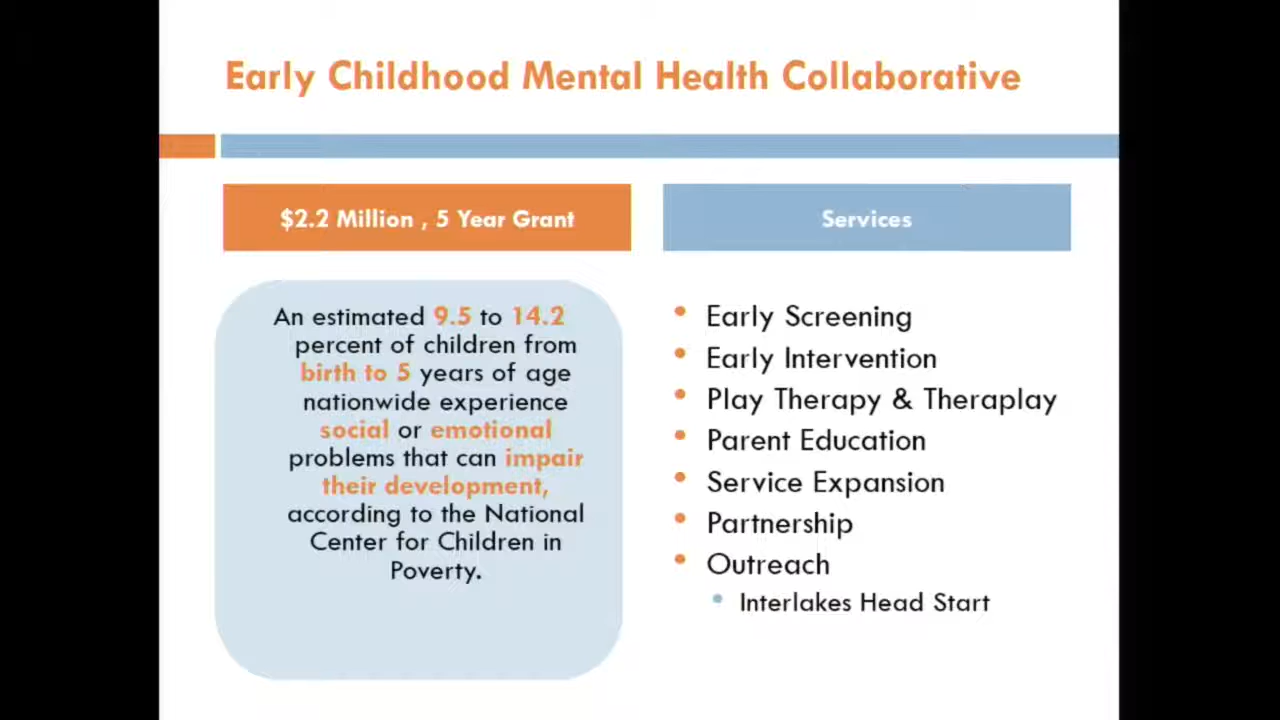 Early Childhood Mental Health Collaborative
$2.2 Million , 5 Year Grant
An estimated 9.5 to 14.2
percent of children from
birth to 5 years of age
nationwide experience
social or emotional
problems that can impair
their development,
according to the National
Center for Children in
Poverty.
Services
• Early Screening
• Early Intervention
• Play Therapy & Theraplay
• Parent Education
• Service Expansion
• Partnership
• Outreach
• Interlakes Head Start